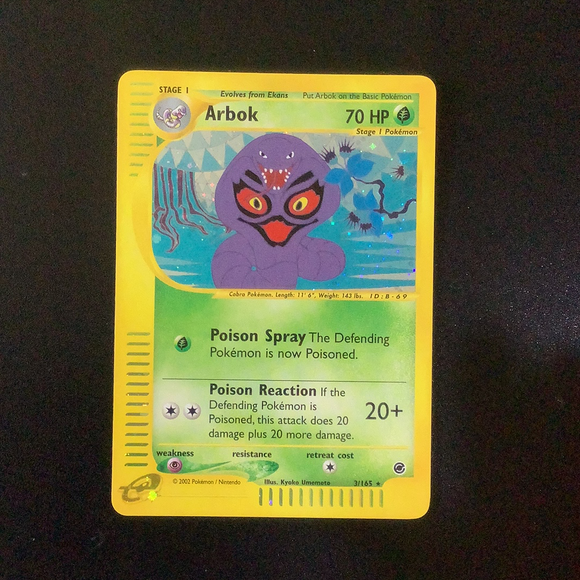 STAGE 1
Evolves from Ekans
Put Arbok on the Basic Pokémon
Arbok
70 HP
Stage 1 Pokémon
Cobra Pokémon. Length: 11' 6", Weight: 143 lbs. ID: B-69
Poison Spray The Defending
Pokémon is now Poisoned.
Poison Reaction If the
Defending Pokémon is
Poisoned, this attack does 20
damage plus 20 more damage.
20+
weakness resistance retreat cost
© 2002 Pokémon / Nintendo
Illus. Kyoko Umemoto
3/165 ★